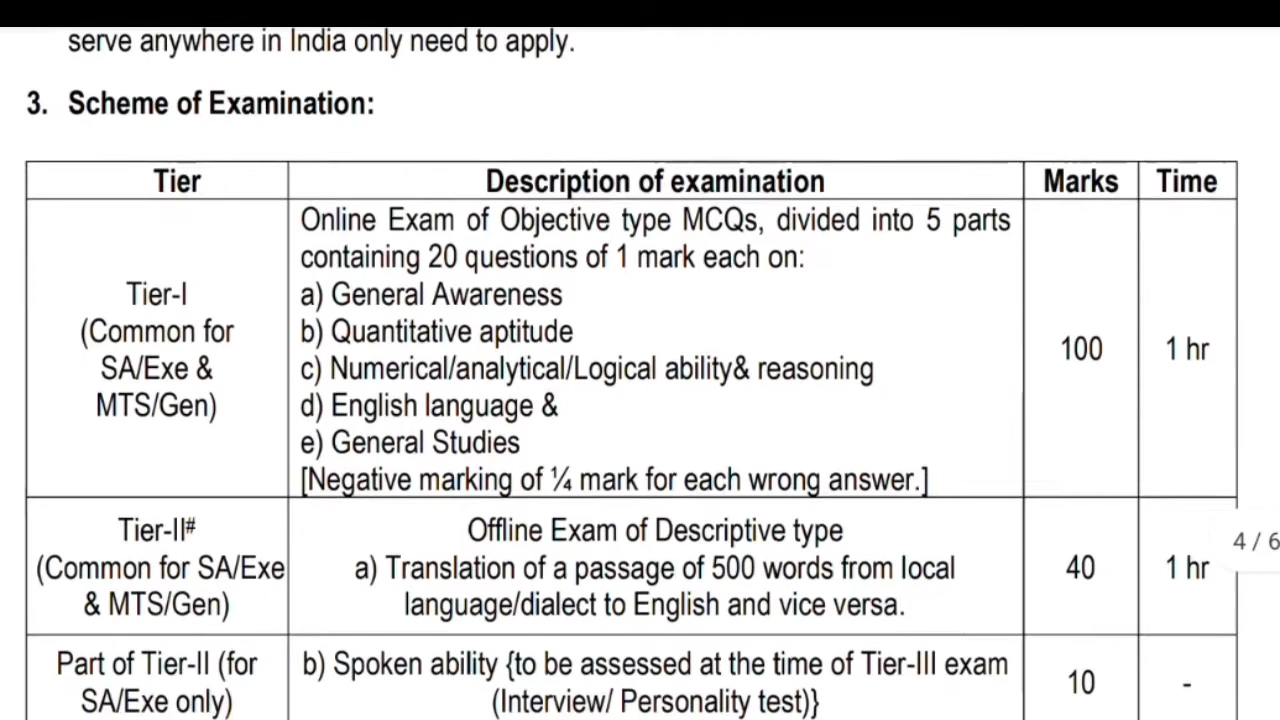 serve anywhere in India only need to apply.
3. Scheme of Examination:
Tier Description of examination Marks Time
Tier-I
(Common for
SA/Exe &
MTS/Gen)
Online Exam of Objective type MCQs, divided into 5 parts
containing 20 questions of 1 mark each on:
a) General Awareness
b) Quantitative aptitude
c) Numerical/analytical/Logical ability& reasoning
d) English language &
e) General Studies
[Negative marking of ¼ mark for each wrong answer.]
100
1 hr
Tier-II#
(Common for SA/Exe
& MTS/Gen)
Offline Exam of Descriptive type
a) Translation of a passage of 500 words from local
language/dialect to English and vice versa.
40
1 hr
4 / 6
Part of Tier-II (for
SA/Exe only)
b) Spoken ability {to be assessed at the time of Tier-III exam
(Interview/ Personality test)}
10
-